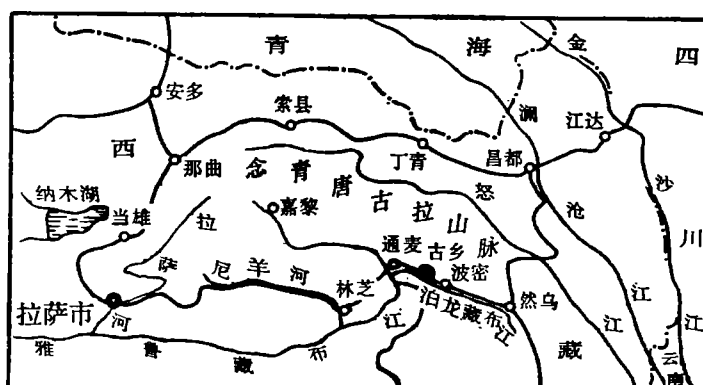 青 海
金
四
安多
索县
澜
江达
西
那曲
丁青
昌都
念青唐古拉山脉
怒
沧
沙
川
纳木湖
当雄
嘉黎
拉
萨
河
尼羊河
通麦
古乡
波密
林芝
泊龙藏布江
然乌
拉萨市
雅鲁藏布
江
藏
江
江
江
云
南